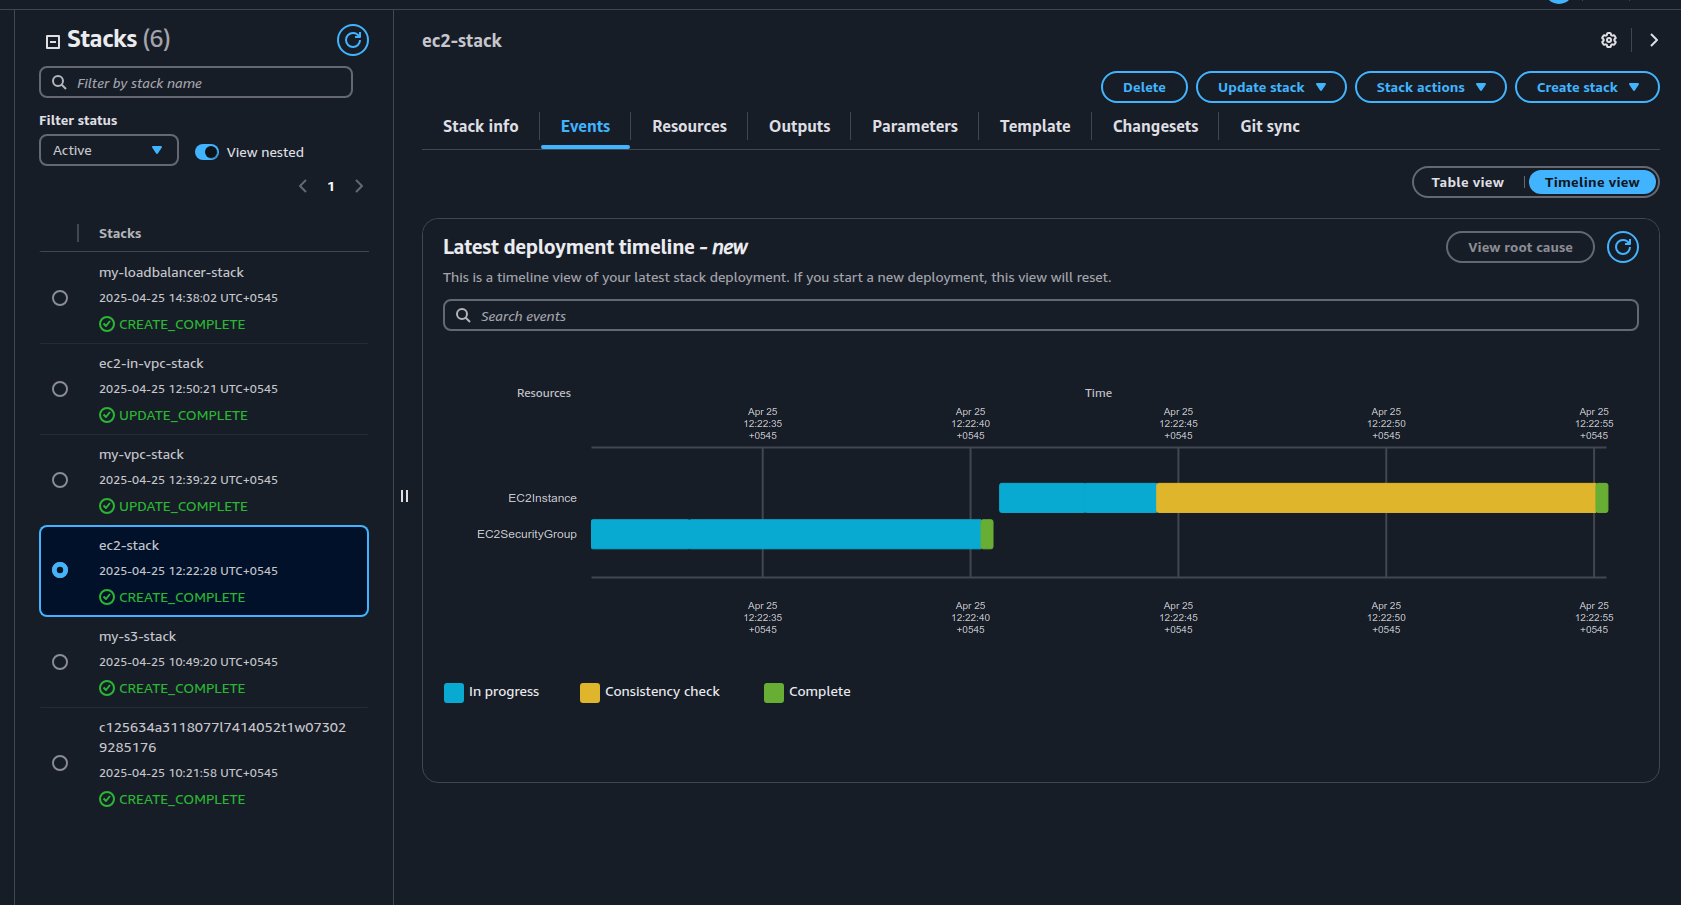 Stacks (6)
Filter by stack name
Filter status
Active
View nested
1
Stacks
my-loadbalancer-stack
2025-04-25 14:38:02 UTC+0545
CREATE_COMPLETE
ec2-in-vpc-stack
2025-04-25 12:50:21 UTC+0545
UPDATE_COMPLETE
my-vpc-stack
2025-04-25 12:39:22 UTC+0545
UPDATE_COMPLETE
ec2-stack
2025-04-25 12:22:28 UTC+0545
CREATE_COMPLETE
my-s3-stack
2025-04-25 10:49:20 UTC+0545
CREATE_COMPLETE
c125634a3118077l7414052t1w07302
9285176
2025-04-25 10:21:58 UTC+0545
CREATE_COMPLETE
ec2-stack
Delete
Update stack
Stack actions
Create stack
Stack info
Events
Resources
Outputs
Parameters
Template
Changesets
Git sync
Table view
Timeline view
Latest deployment timeline - new
View root cause
This is a timeline view of your latest stack deployment. If you start a new deployment, this view will reset.
Search events
Resources
Time
Apr 25
12:22:35
+0545
Apr 25
12:22:40
+0545
Apr 25
12:22:45
+0545
Apr 25
12:22:50
+0545
Apr 25
12:22:55
+0545
EC2Instance
EC2SecurityGroup
Apr 25
12:22:35
+0545
Apr 25
12:22:40
+0545
Apr 25
12:22:45
+0545
Apr 25
12:22:50
+0545
Apr 25
12:22:55
+0545
In progress
Consistency check
Complete